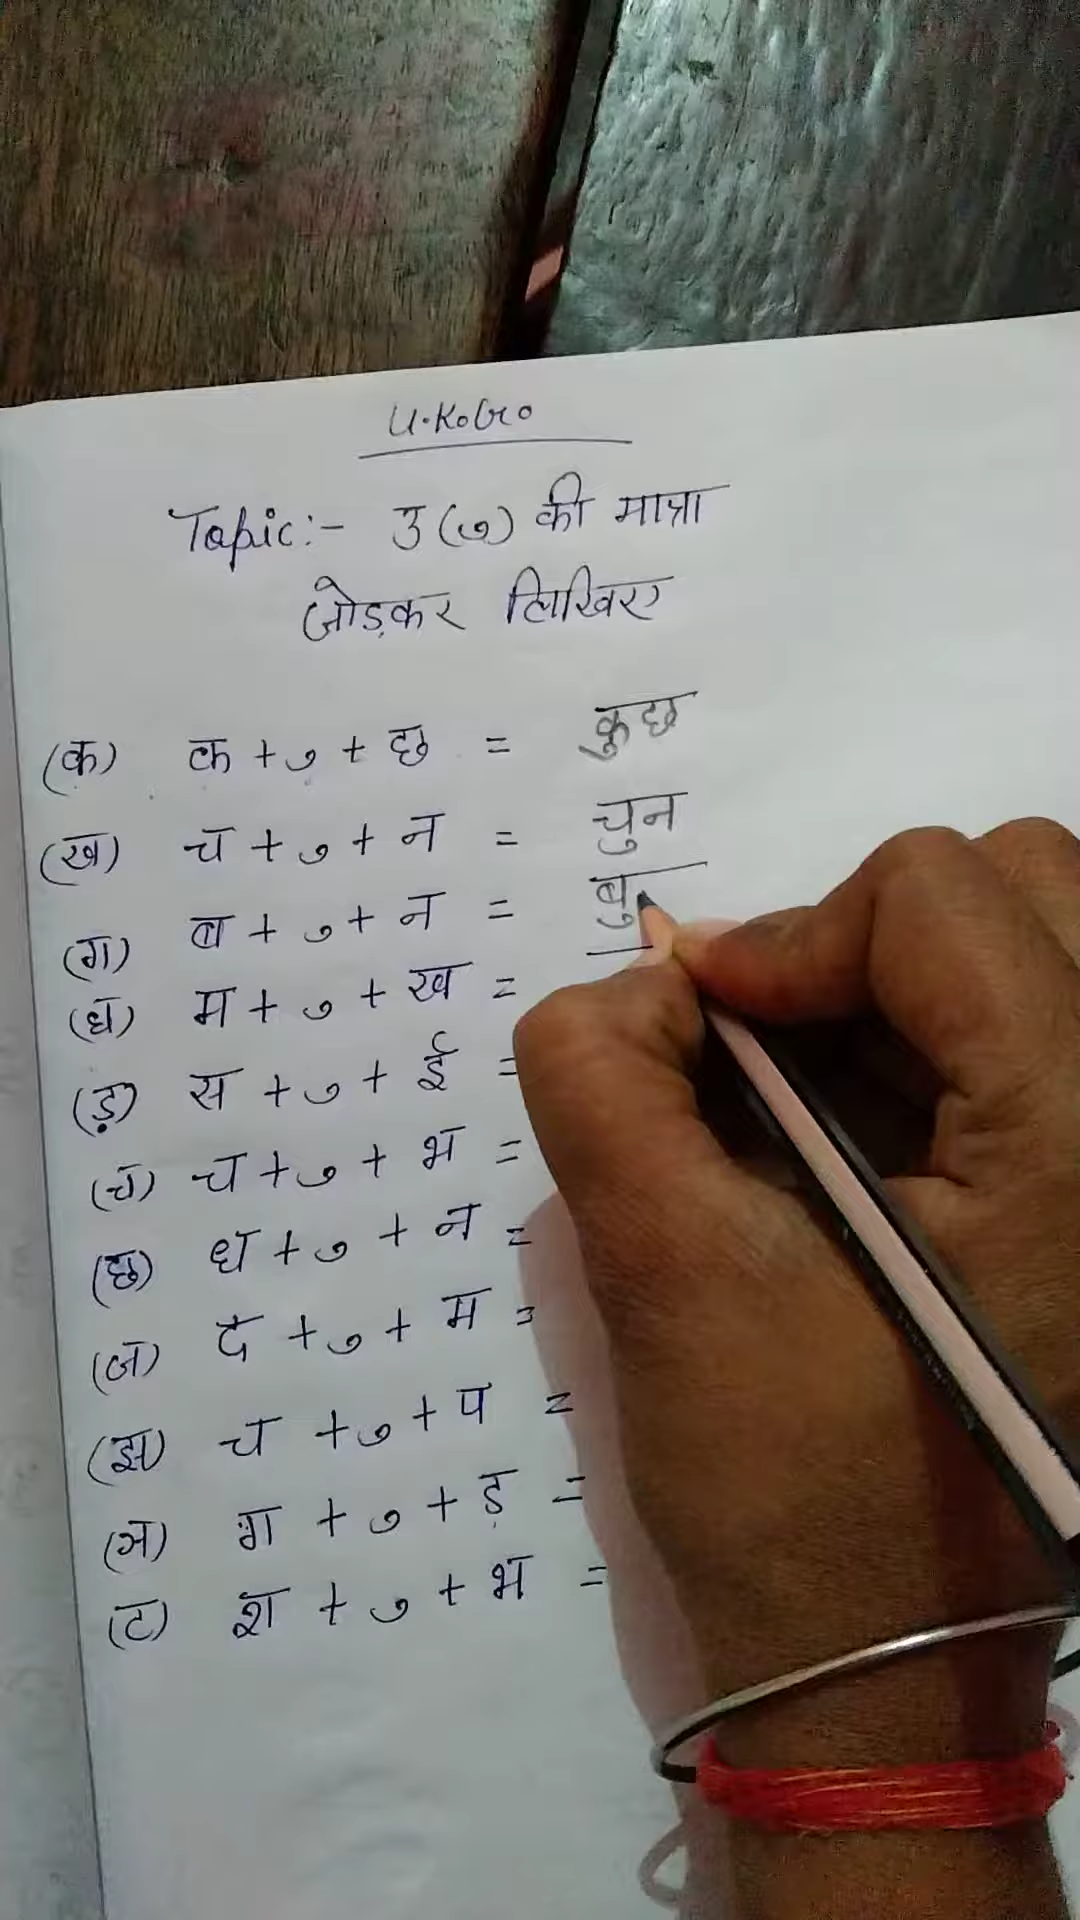 U.K.G.
Topic:- उ (ु) की मात्रा
जोड़कर लिखिए
(क) क + ु + छ = कुछ
(ख) च + ु + न = चुन
(ग) ब + ु + न = बु
(घ) म + ु + ख =
(ड़) स + ु + ई =
(च) च + ु + भ =
(छ) ध + ु + न =
(ज) द + ु + म =
(झ) च + ु + प =
(ञ) ग + ु + ड़ =
(ट) श + ु + भ =